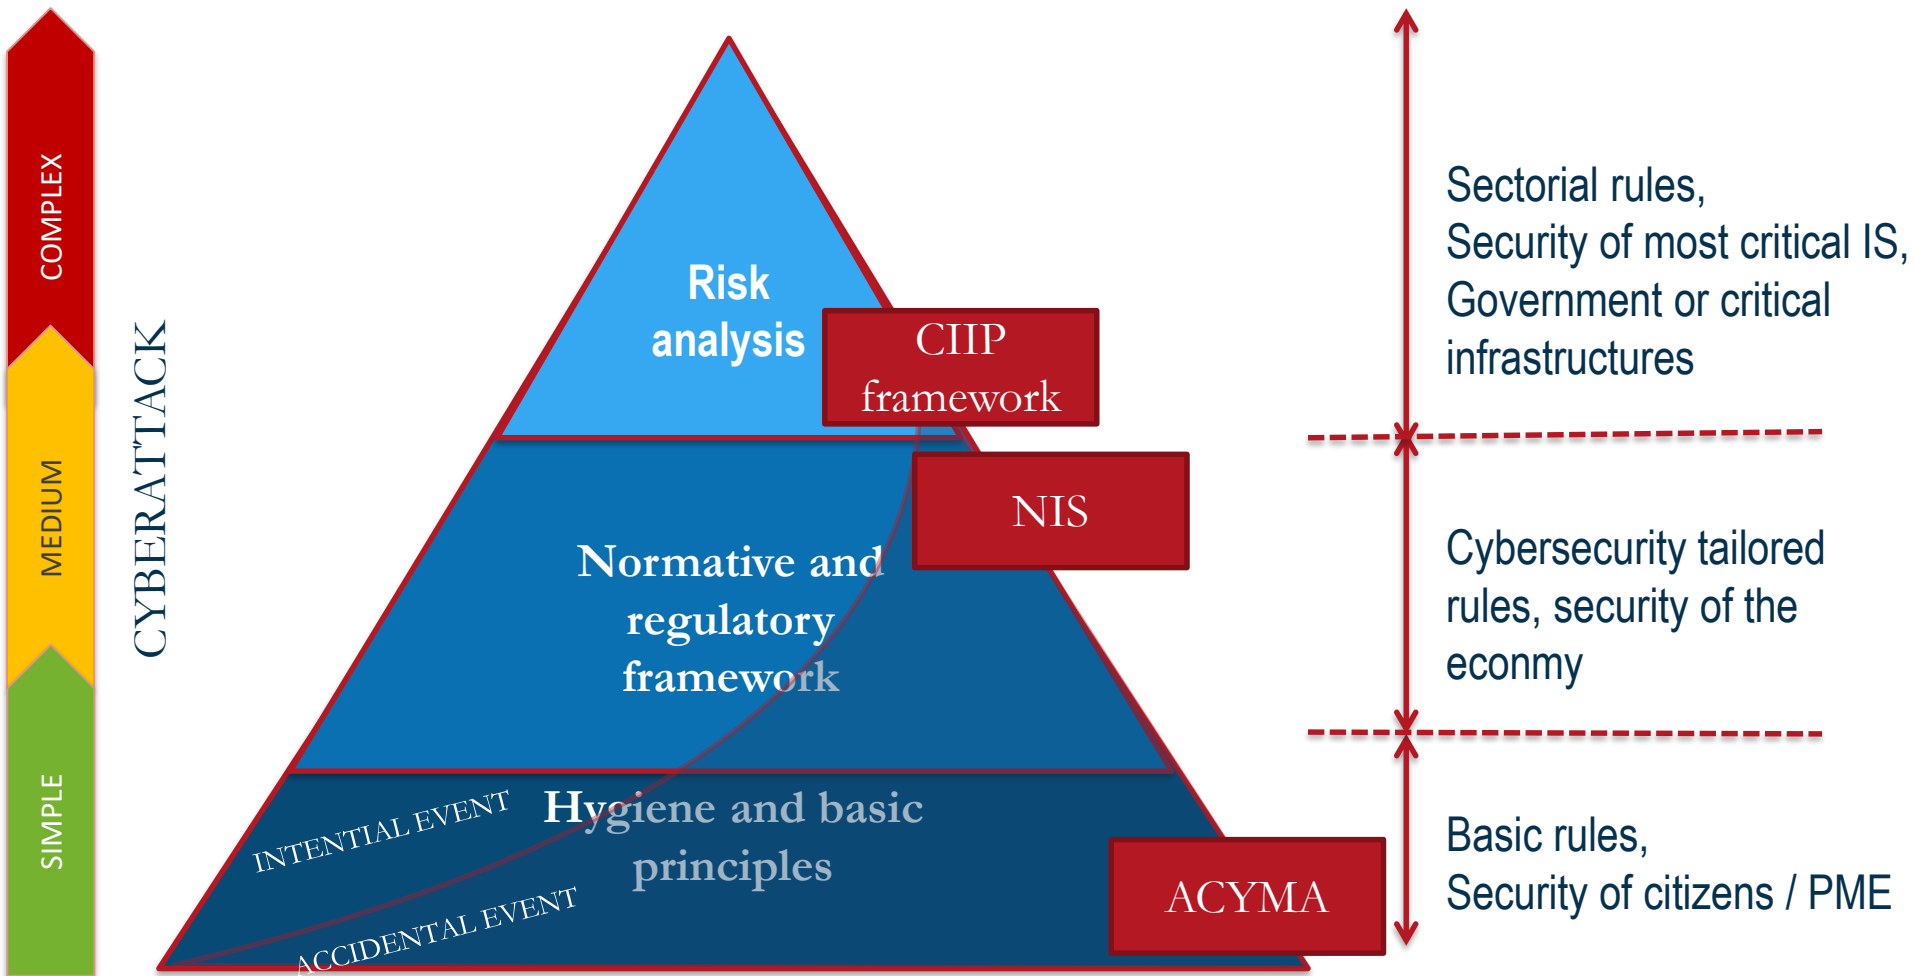 COMPLEX
MEDIUM
SIMPLE
CYBERATTACK
Risk
analysis
CIIP
framework
NIS
Normative and
regulatory
framework
INTENTIAL EVENT
Hygiene and basic
principles
ACCIDENTAL EVENT
ACYMA
Sectorial rules,
Security of most critical IS,
Government or critical
infrastructures
Cybersecurity tailored
rules, security of the
econmy
Basic rules,
Security of citizens / PME